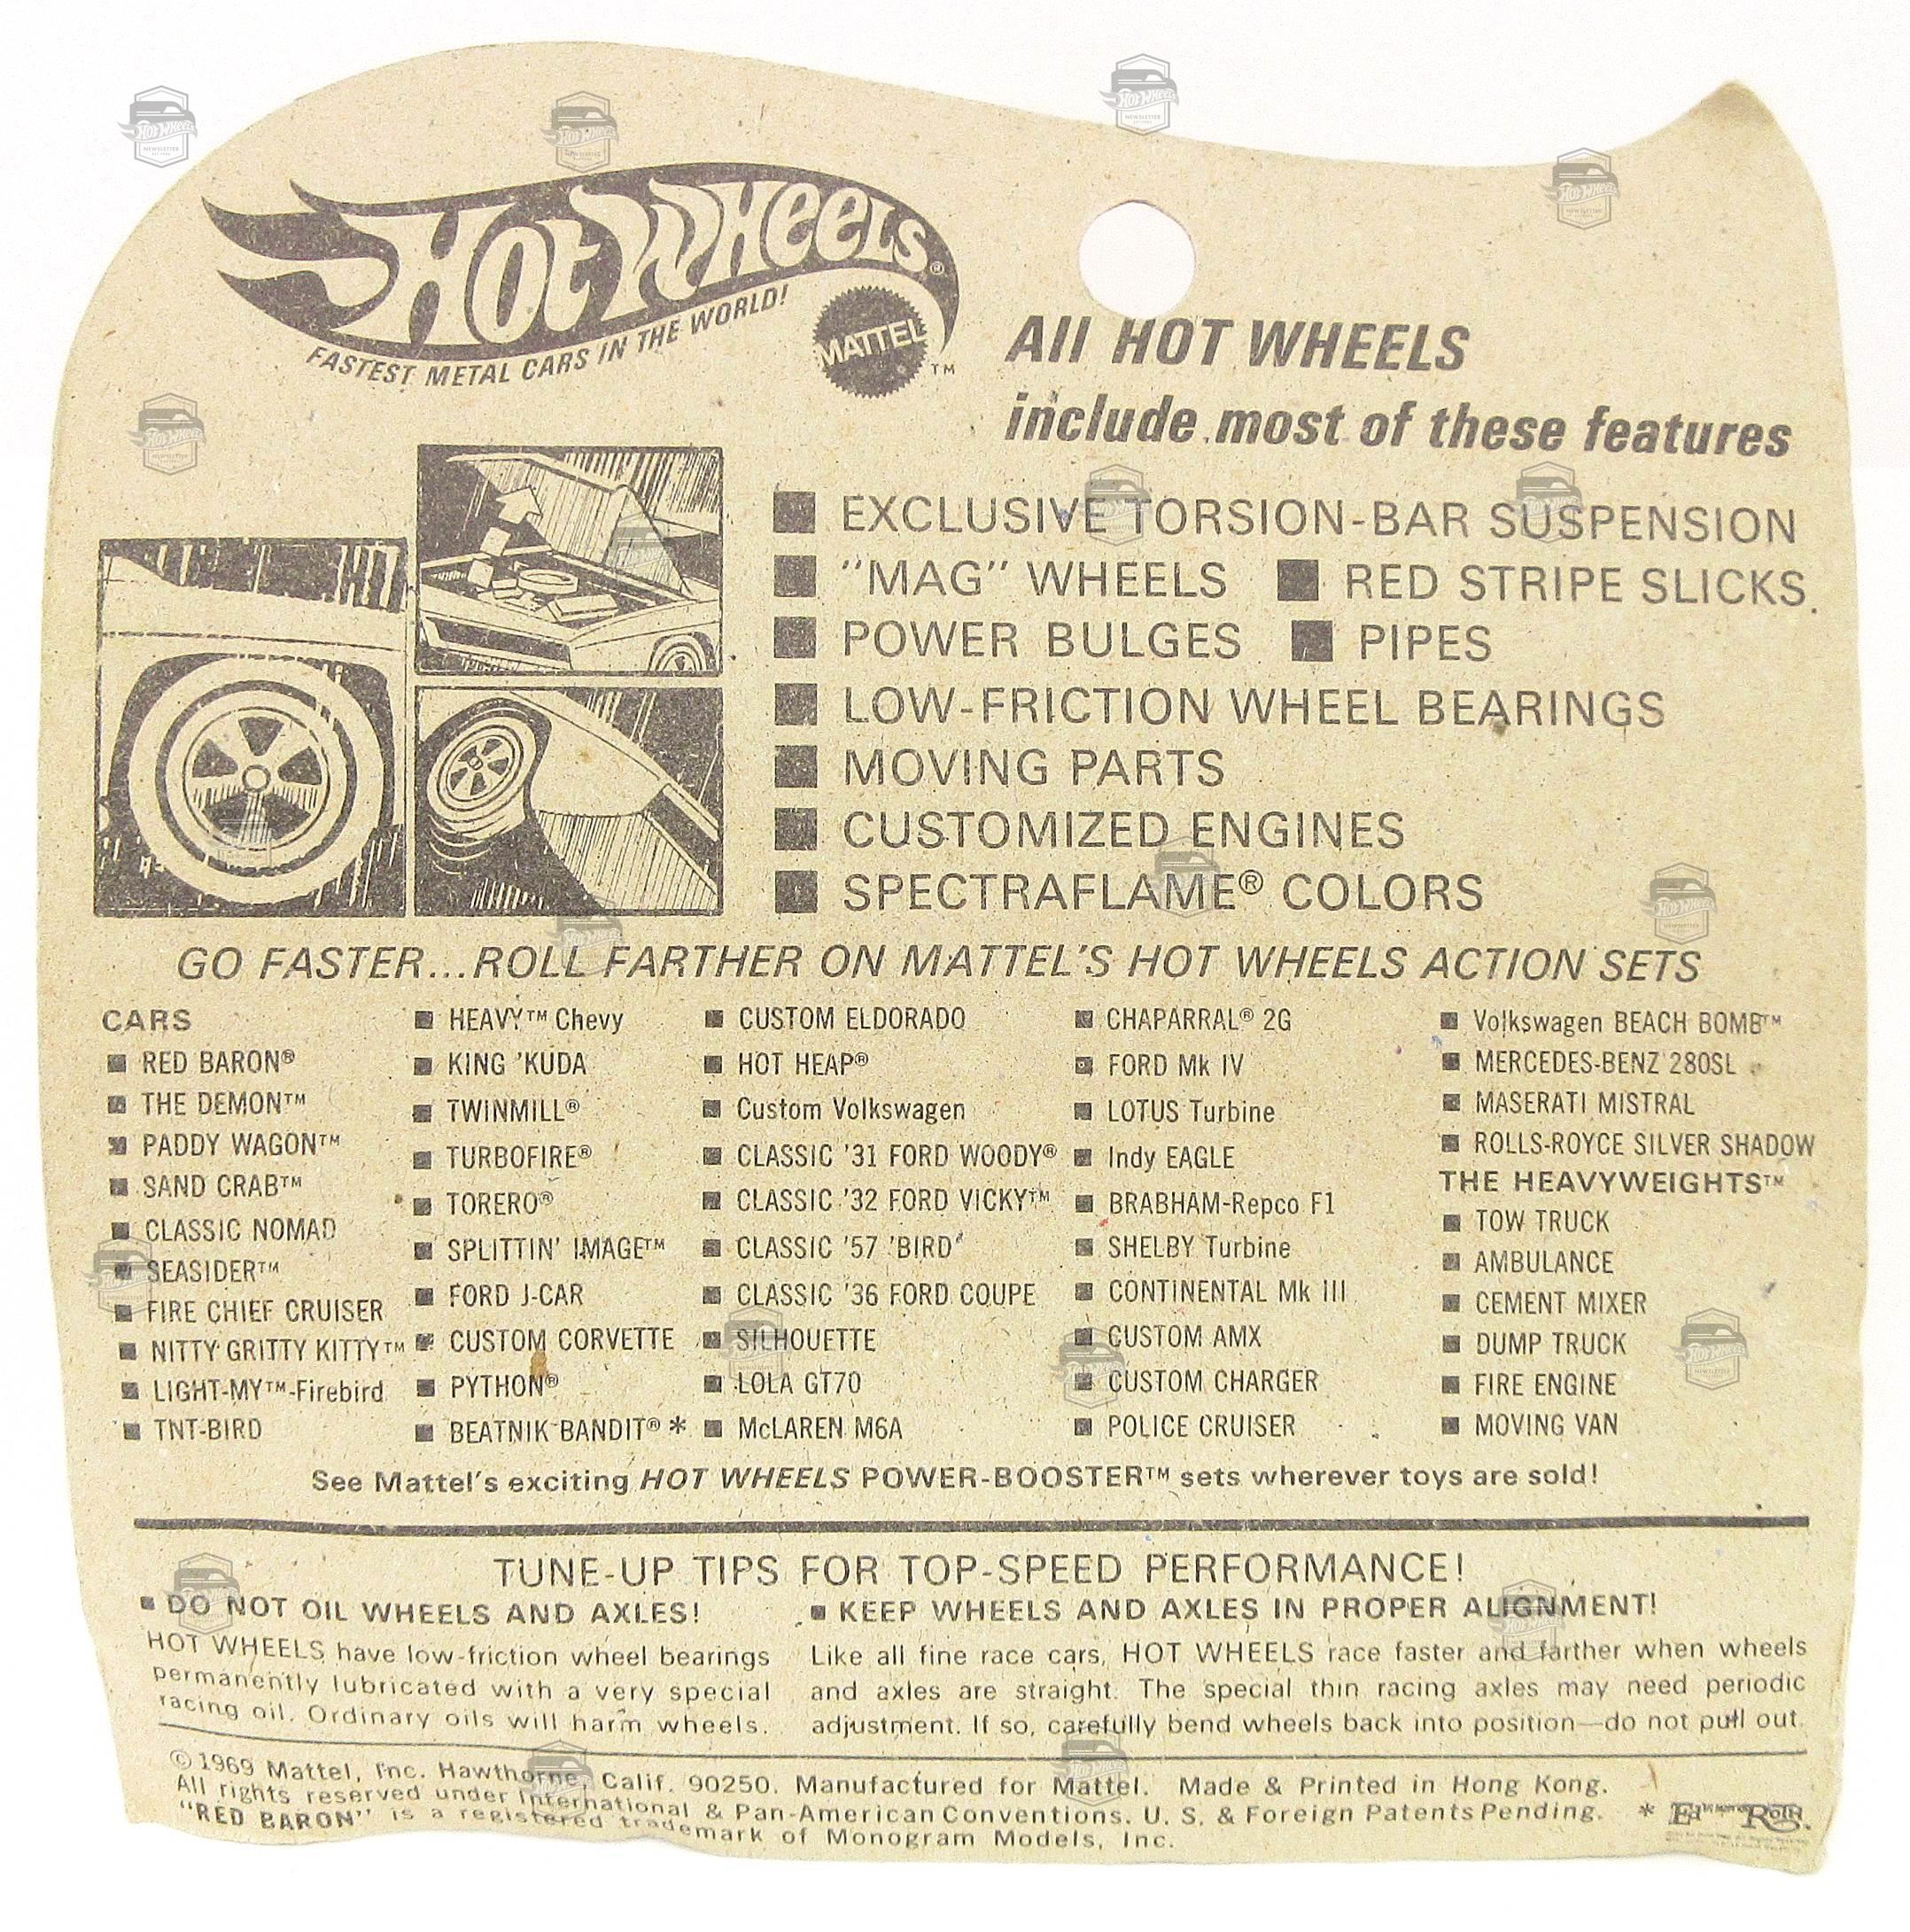 Hot Wheels®
FASTEST METAL CARS IN THE WORLD!
MATTEL
™
All HOT WHEELS
include most of these features
■ EXCLUSIVE TORSION-BAR SUSPENSION
■ "MAG" WHEELS ■ RED STRIPE SLICKS
■ POWER BULGES ■ PIPES
■ LOW-FRICTION WHEEL BEARINGS
■ MOVING PARTS
■ CUSTOMIZED ENGINES
■ SPECTRAFLAME® COLORS
GO FASTER...ROLL FARTHER ON MATTEL'S HOT WHEELS ACTION SETS
CARS
■ RED BARON®
■ THE DEMON™
■ PADDY WAGON™
■ SAND CRAB™
■ CLASSIC NOMAD
■ SEASIDER™
■ FIRE CHIEF CRUISER
■ NITTY GRITTY KITTY™
■ LIGHT-MY™-Firebird
■ TNT-BIRD
■ HEAVY™ Chevy
■ KING 'KUDA
■ TWINMILL®
■ TURBOFIRE®
■ TORERO®
■ SPLITTIN' IMAGE™
■ FORD J-CAR
■ CUSTOM CORVETTE
■ PYTHON®
■ BEATNIK BANDIT® *
■ CUSTOM ELDORADO
■ HOT HEAP®
■ Custom Volkswagen
■ CLASSIC '31 FORD WOODY®
■ CLASSIC '32 FORD VICKY™
■ CLASSIC '57 'BIRD'
■ CLASSIC '36 FORD COUPE
■ SILHOUETTE
■ LOLA GT70
■ McLAREN M6A
■ CHAPARRAL® 2G
■ FORD Mk IV
■ LOTUS Turbine
■ Indy EAGLE
■ BRABHAM-Repco F1
■ SHELBY Turbine
■ CONTINENTAL Mk III
■ CUSTOM AMX
■ CUSTOM CHARGER
■ POLICE CRUISER
■ Volkswagen BEACH BOMB™
■ MERCEDES-BENZ 280SL
■ MASERATI MISTRAL
■ ROLLS-ROYCE SILVER SHADOW
THE HEAVYWEIGHTS™
■ TOW TRUCK
■ AMBULANCE
■ CEMENT MIXER
■ DUMP TRUCK
■ FIRE ENGINE
■ MOVING VAN
See Mattel's exciting HOT WHEELS POWER-BOOSTER™ sets wherever toys are sold!
TUNE-UP TIPS FOR TOP-SPEED PERFORMANCE!
■ DO NOT OIL WHEELS AND AXLES!
HOT WHEELS have low-friction wheel bearings
permanently lubricated with a very special
racing oil. Ordinary oils will harm wheels.
■ KEEP WHEELS AND AXLES IN PROPER ALIGNMENT!
Like all fine race cars, HOT WHEELS race faster and farther when wheels
and axles are straight. The special thin racing axles may need periodic
adjustment. If so, carefully bend wheels back into position—do not pull out.
© 1969 Mattel, Inc. Hawthorne, Calif. 90250. Manufactured for Mattel. Made & Printed in Hong Kong.
All rights reserved under International & Pan-American Conventions. U. S. & Foreign Patents Pending. * Ed Roth
"RED BARON" is a registered trademark of Monogram Models, Inc.